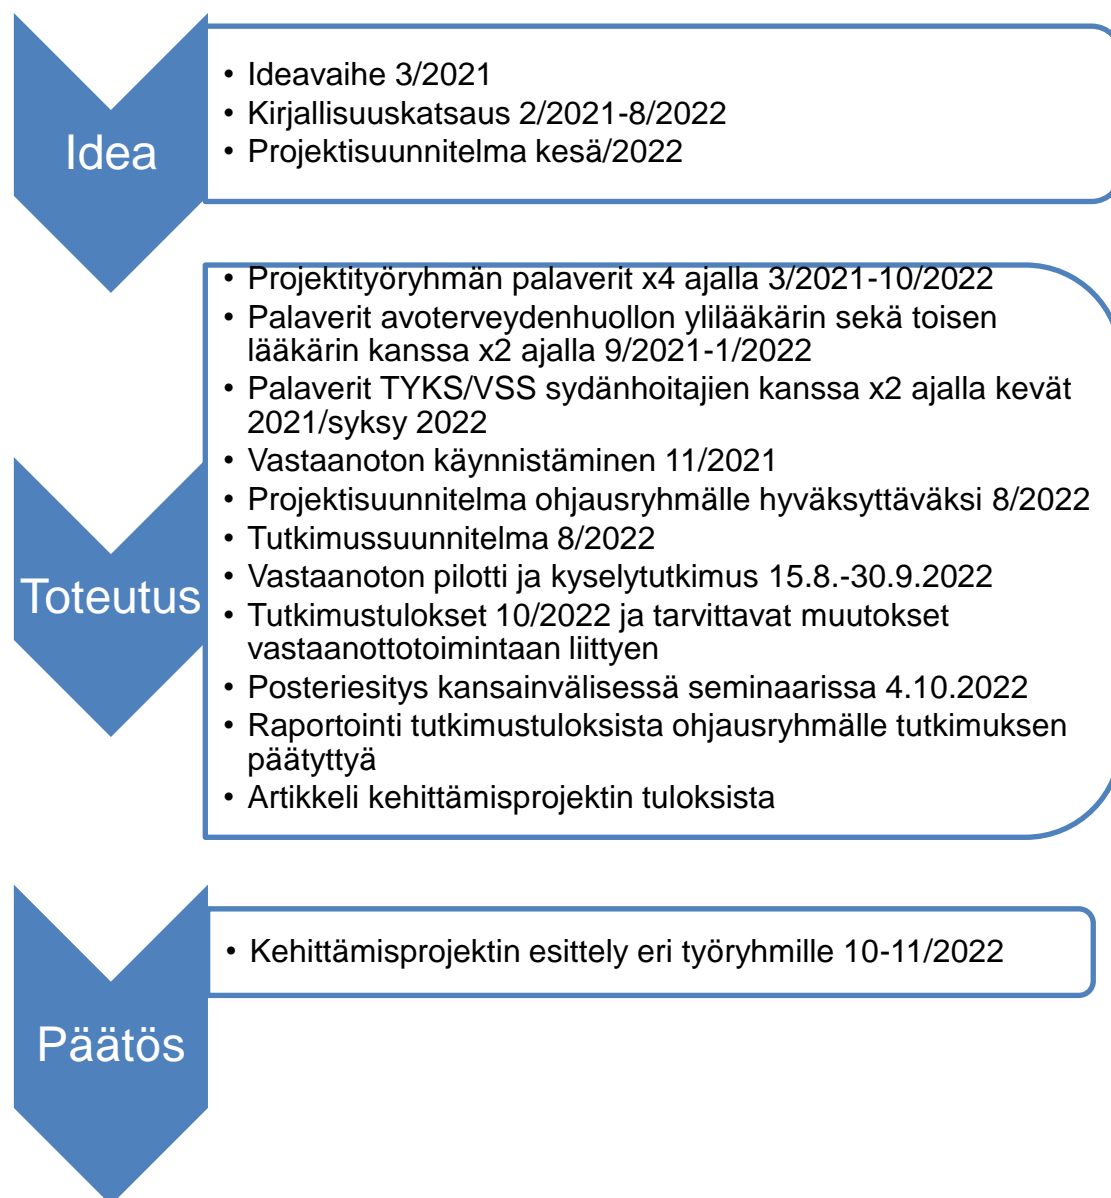 Idea
• Ideavaihe 3/2021
• Kirjallisuuskatsaus 2/2021-8/2022
• Projektisuunnitelma kesä/2022
Toteutus
• Projektityöryhmän palaverit x4 ajalla 3/2021-10/2022
• Palaverit avoterveydenhuollon ylilääkärin sekä toisen
lääkärin kanssa x2 ajalla 9/2021-1/2022
• Palaverit TYKS/VSS sydänhoitajien kanssa x2 ajalla kevät
2021/syksy 2022
• Vastaanoton käynnistäminen 11/2021
• Projektisuunnitelma ohjausryhmälle hyväksyttäväksi 8/2022
• Tutkimussuunnitelma 8/2022
• Vastaanoton pilotti ja kyselytutkimus 15.8.-30.9.2022
• Tutkimustulokset 10/2022 ja tarvittavat muutokset
vastaanottotoimintaan liittyen
• Posteriesitys kansainvälisessä seminaarissa 4.10.2022
• Raportointi tutkimustuloksista ohjausryhmälle tutkimuksen
päätyttyä
• Artikkeli kehittämisprojektin tuloksista
Päätös
• Kehittämisprojektin esittely eri työryhmille 10-11/2022